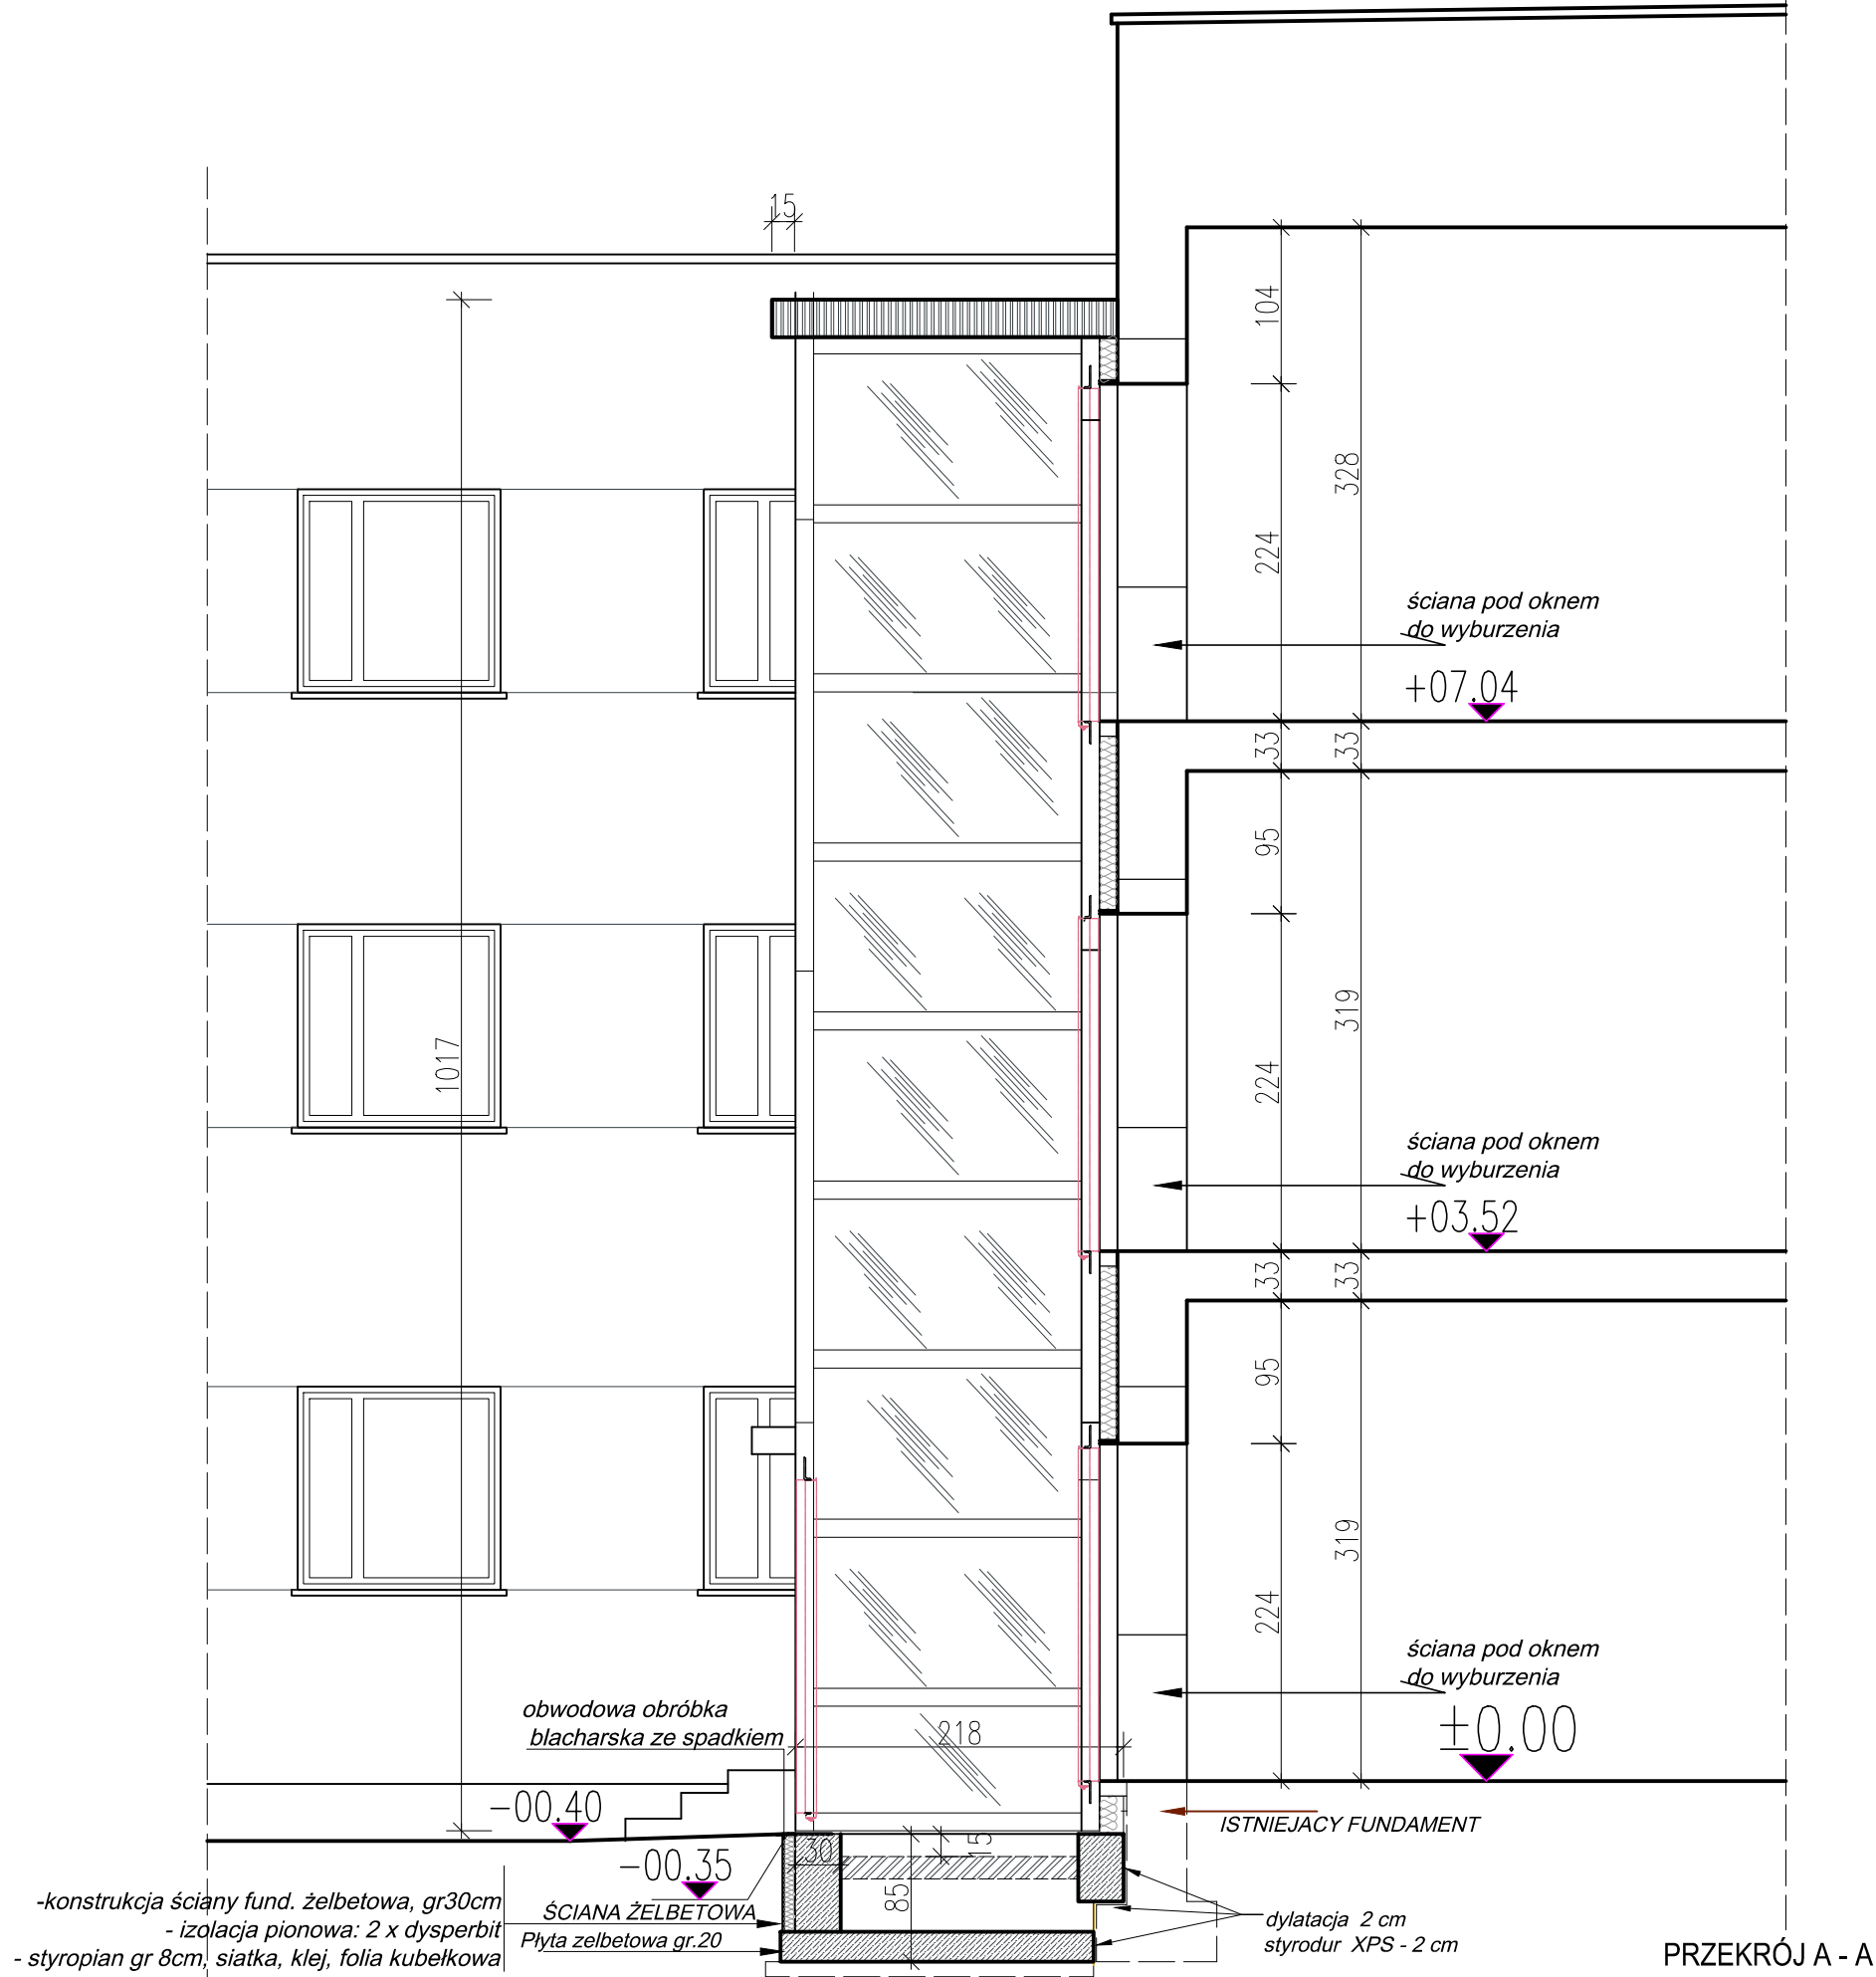 15
104
328
224
ściana pod oknem
do wyburzenia
+07.04
33
33
95
319
1017
224
ściana pod oknem
do wyburzenia
+03.52
33
33
95
319
224
ściana pod oknem
do wyburzenia
±0.00
obwodowa obróbka
blacharska ze spadkiem
218
-00.40
ISTNIEJACY FUNDAMENT
30
15
-00.35
85
-konstrukcja ściany fund. żelbetowa, gr30cm
- izolacja pionowa: 2 x dysperbit
- styropian gr 8cm, siatka, klej, folia kubełkowa
ŚCIANA ŻELBETOWA
Płyta zelbetowa gr.20
dylatacja 2 cm
styrodur XPS - 2 cm
PRZEKRÓJ A - A